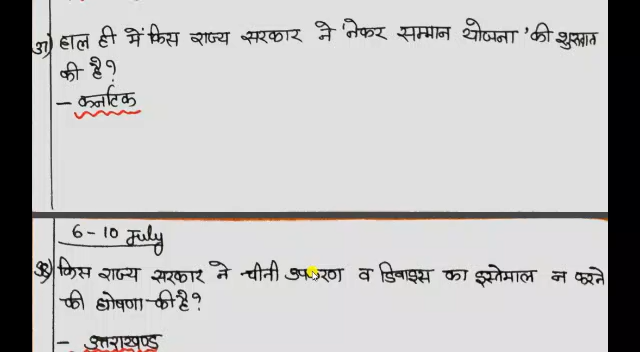 37) हाल ही में किस राज्य सरकार ने 'नेकर सम्मान योजना' की शुरुआत
की है?
– कर्नाटक
6-10 July
38) किस राज्य सरकार ने चीनी उपकरण व डिवाइस का इस्तेमाल न करने
की घोषणा की है?
– उत्तराखण्ड